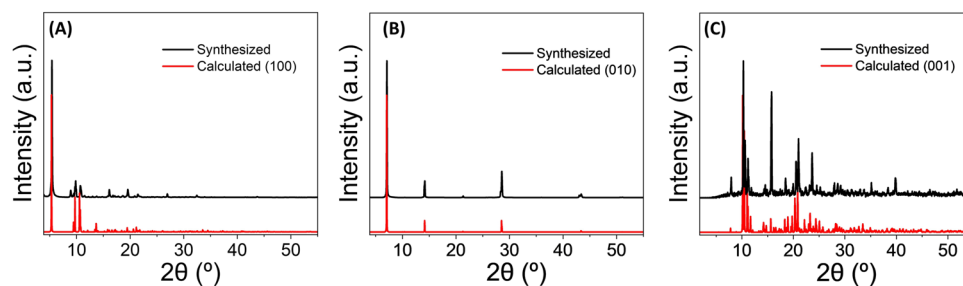 (A)
Synthesized
Calculated (100)
Intensity (a.u.)
10 20 30 40 50
2θ (º)
(B)
Synthesized
Calculated (010)
Intensity (a.u.)
10 20 30 40 50
2θ (º)
(C)
Synthesized
Calculated (001)
Intensity (a.u.)
10 20 30 40 50
2θ (º)